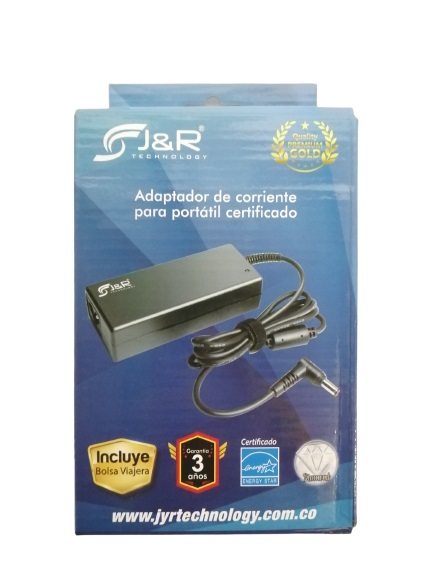 J&R®
TECHNOLOGY
Quality
PREMIUM
GOLD
Adaptador de corriente
para portátil certificado
J&R
Incluye
Bolsa Viajera
Garantía
3
años
Certificado
energy
ENERGY STAR
www.jyrtechnology.com.co